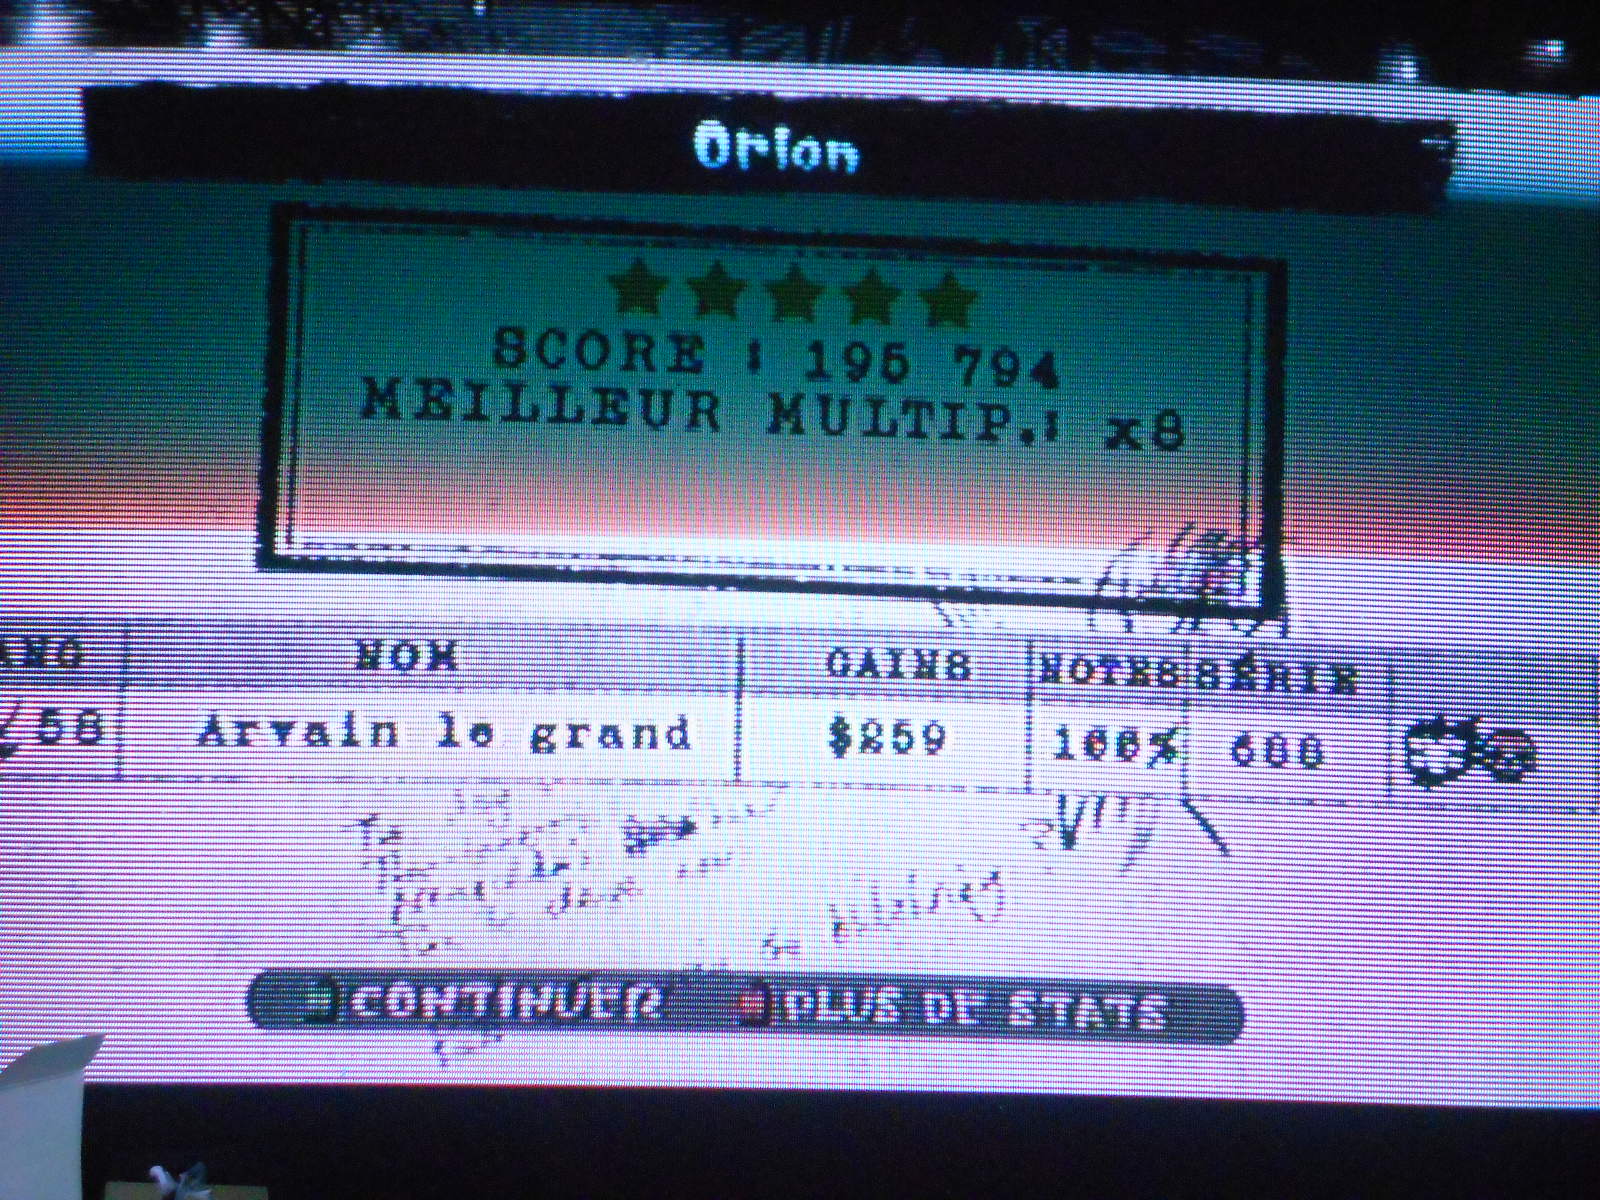 Orion
SCORE : 195 794
MEILLEUR MULTIP.: x8
NOM GAINS NOTES SÉRIE
/58 Arvain le grand $259 100% 688
CONTINUER PLUS DE STATS